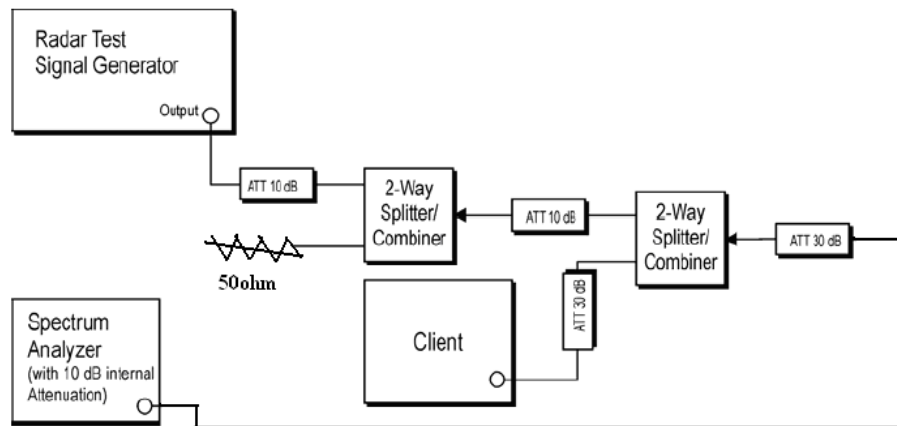 Radar Test
Signal Generator
Output
ATT 10 dB
2-Way
Splitter/
Combiner
ATT 10 dB
2-Way
Splitter/
Combiner
ATT 30 dB
50ohm
ATT 30 dB
Client
Spectrum
Analyzer
(with 10 dB internal
Attenuation)